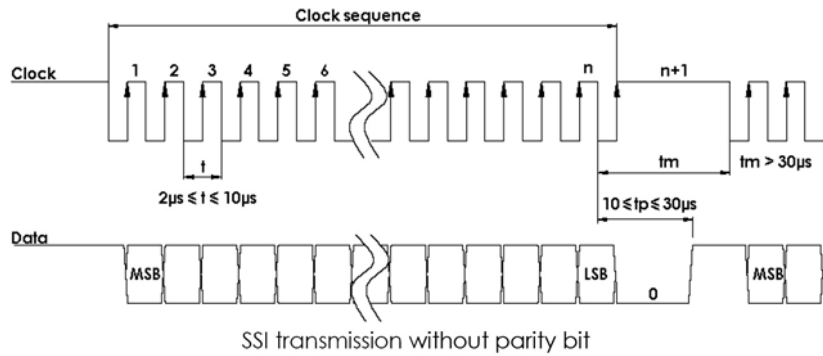 Clock sequence
1 2 3 4 5 6 n n+1
Clock
t tm tm > 30µs
2µs ≤ t ≤ 10µs 10 ≤ tp ≤ 30µs
Data
MSB LSB 0 MSB
SSI transmission without parity bit